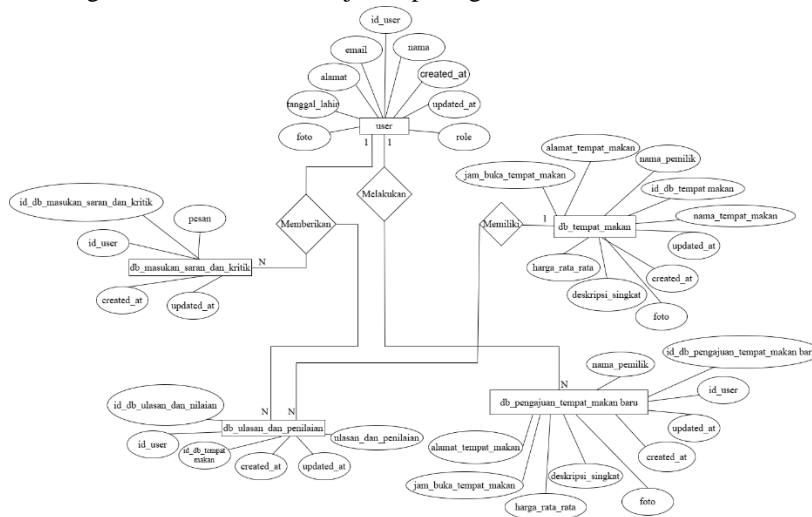 id_user
email
nama
alamat
created_at
tanggal_lahir
updated_at
foto
user
role
1
1
alamat_tempat_makan
nama_pemilik
jam_buka_tempat_makan
id_db_tempat makan
nama_tempat_makan
Memiliki
1
db_tempat_makan
updated_at
harga_rata_rata
created_at
deskripsi_singkat
foto
Melakukan
Memberikan
id_db_masukan_saran_dan_kritik
pesan
id_user
db_masukan_saran_dan_kritik
N
created_at
updated_at
id_db_ulasan_dan_nilaian
N
N
db_ulasan_dan_penilaian
id_user
id_db_tempat
makan
ulasan_dan_penilaian
created_at
updated_at
nama_pemilik
id_db_pengajuan_tempat_makan baru
N
db_pengajuan_tempat_makan baru
id_user
updated_at
alamat_tempat_makan
created_at
deskripsi_singkat
jam_buka_tempat_makan
foto
harga_rata_rata